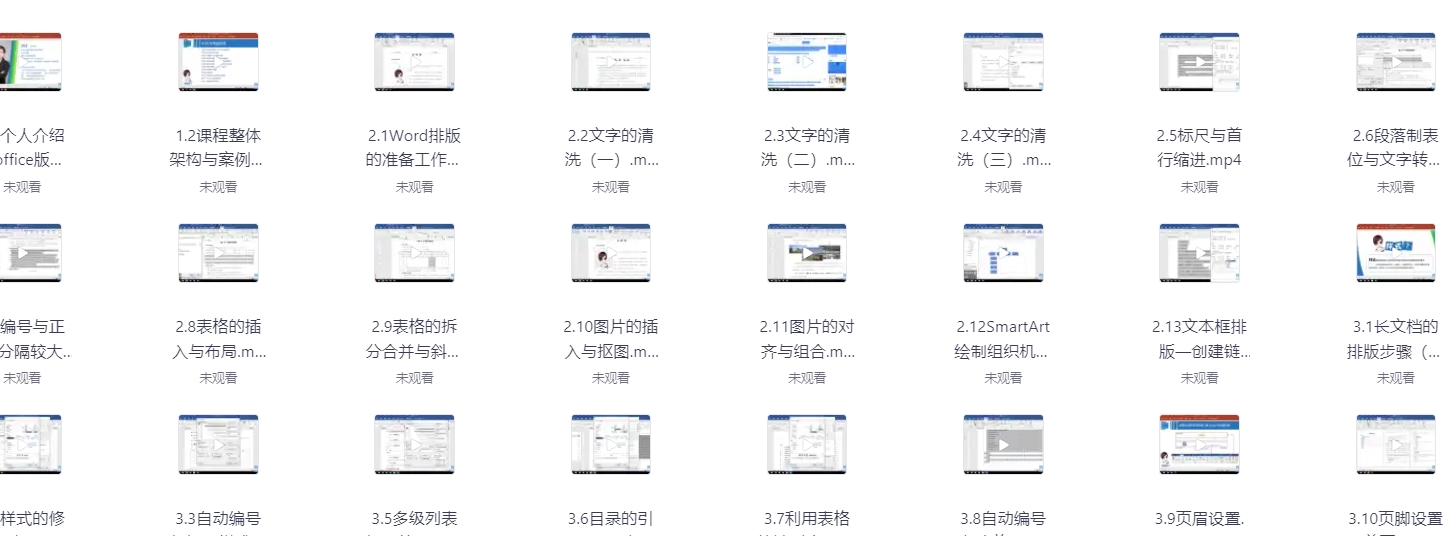 个人介绍
office版...
未观看
1.2课程整体
架构与案例...
未观看
2.1Word排版
的准备工作...
未观看
2.2文字的清
洗（一）.m...
未观看
2.3文字的清
洗（二）.m...
未观看
2.4文字的清
洗（三）.m...
未观看
2.5标尺与首
行缩进.mp4
未观看
2.6段落制表
位与文字转...
未观看
编号与正
分隔较大...
未观看
2.8表格的插
入与布局.m...
未观看
2.9表格的拆
分合并与斜...
未观看
2.10图片的插
入与抠图.m...
未观看
2.11图片的对
齐与组合.m...
未观看
2.12SmartArt
绘制组织机...
未观看
2.13文本框排
版—创建链...
未观看
3.1长文档的
排版步骤（...
未观看
样式的修
3.3自动编号
3.5多级列表
3.6目录的引
3.7利用表格
3.8自动编号
3.9页眉设置.
3.10页脚设置